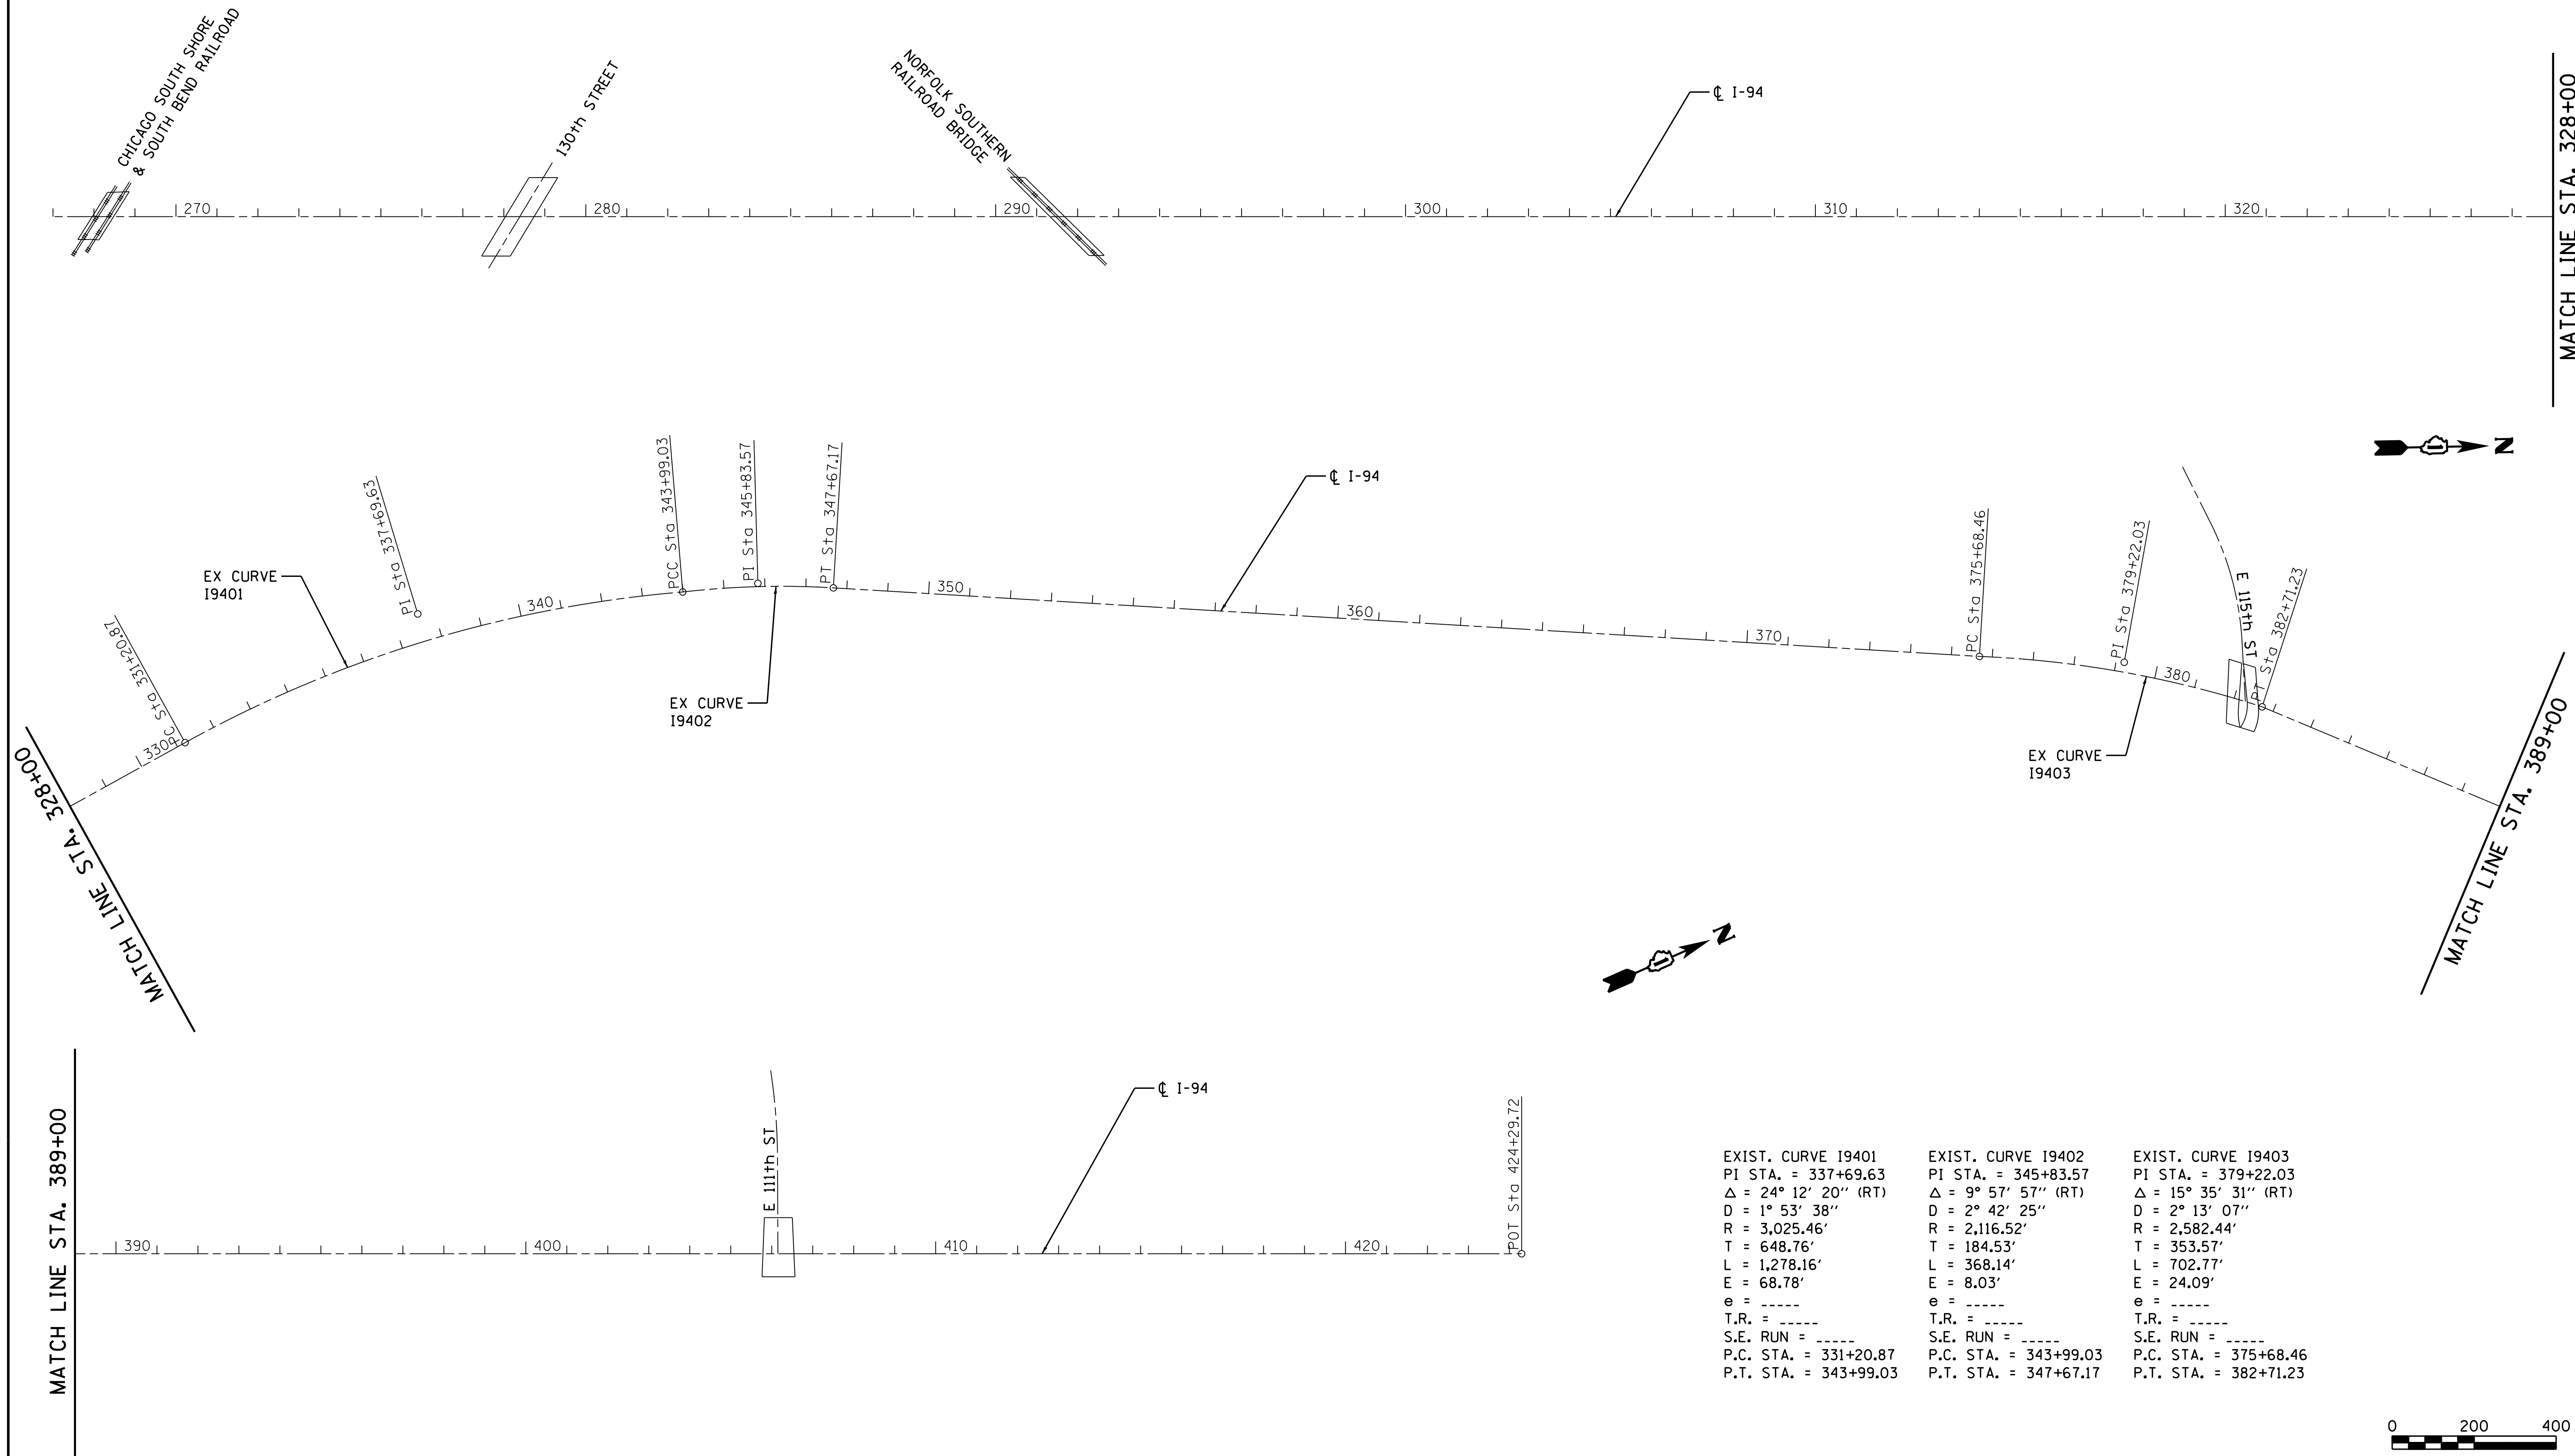 CHICAGO SOUTH SHORE
& SOUTH BEND RAILROAD
130th STREET
NORFOLK SOUTHERN
RAILROAD BRIDGE
℄ I-94
270
280
290
300
310
320
MATCH LINE STA. 328+00
N
PC Sta 331+20.87
PI Sta 337+69.63
PCC Sta 343+99.03
PI Sta 345+83.57
PT Sta 347+67.17
℄ I-94
PC Sta 375+68.46
PI Sta 379+22.03
E 115th ST
PT Sta 382+71.23
EX CURVE
I9401
EX CURVE
I9402
EX CURVE
I9403
330
340
350
360
370
380
MATCH LINE STA. 328+00
MATCH LINE STA. 389+00
N
MATCH LINE STA. 389+00
E 111th ST
℄ I-94
POT Sta 424+29.72
390
400
410
420
EXIST. CURVE I9401
PI STA. = 337+69.63
Δ = 24° 12' 20'' (RT)
D = 1° 53' 38''
R = 3,025.46'
T = 648.76'
L = 1,278.16'
E = 68.78'
e = _____
T.R. = _____
S.E. RUN = _____
P.C. STA. = 331+20.87
P.T. STA. = 343+99.03
EXIST. CURVE I9402
PI STA. = 345+83.57
Δ = 9° 57' 57'' (RT)
D = 2° 42' 25''
R = 2,116.52'
T = 184.53'
L = 368.14'
E = 8.03'
e = _____
T.R. = _____
S.E. RUN = _____
P.C. STA. = 343+99.03
P.T. STA. = 347+67.17
EXIST. CURVE I9403
PI STA. = 379+22.03
Δ = 15° 35' 31'' (RT)
D = 2° 13' 07''
R = 2,582.44'
T = 353.57'
L = 702.77'
E = 24.09'
e = _____
T.R. = _____
S.E. RUN = _____
P.C. STA. = 375+68.46
P.T. STA. = 382+71.23
0 200 400